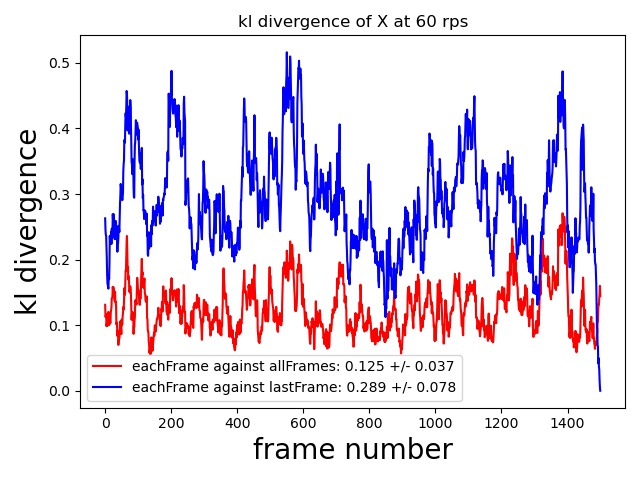 kl divergence of X at 60 rps
kl divergence
0.5
0.4
0.3
0.2
0.1
0.0
eachFrame against allFrames: 0.125 +/- 0.037
eachFrame against lastFrame: 0.289 +/- 0.078
0 200 400 600 800 1000 1200 1400
frame number